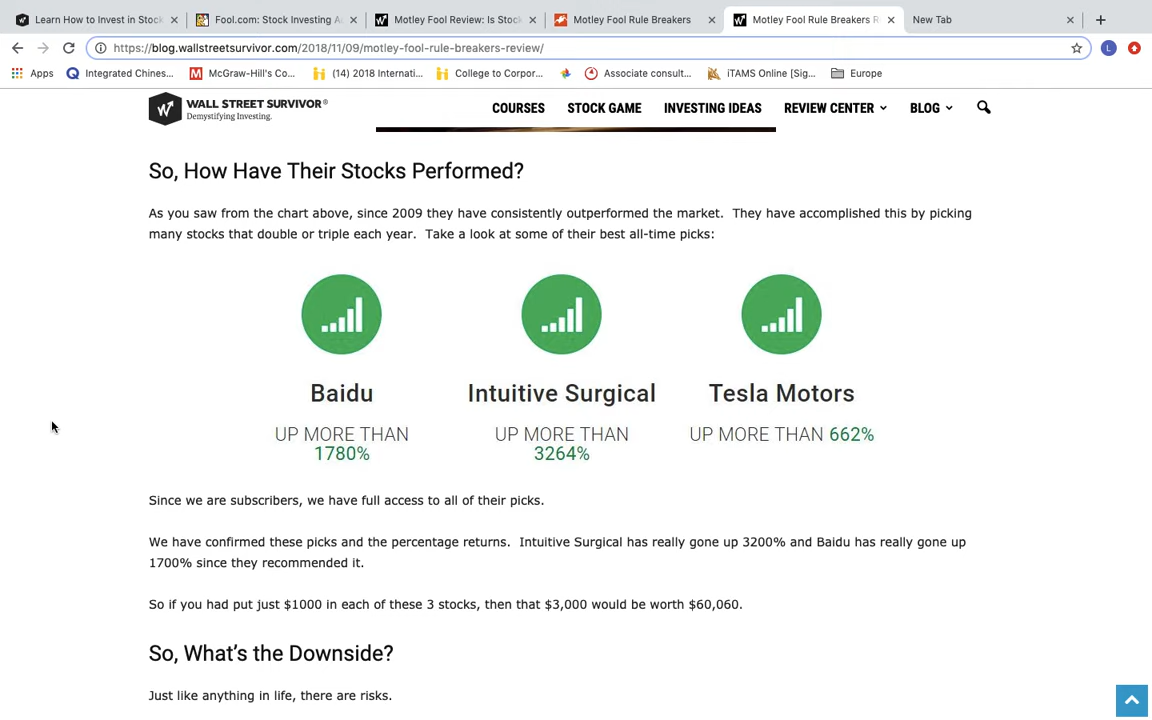 Learn How to Invest in Stock
Fool.com: Stock Investing A
Motley Fool Review: Is Stock
Motley Fool Rule Breakers
Motley Fool Rule Breakers R
New Tab
https://blog.wallstreetsurvivor.com/2018/11/09/motley-fool-rule-breakers-review/
L
Apps
Integrated Chines...
McGraw-Hill's Co...
(14) 2018 Internati...
College to Corpor...
Associate consult...
iTAMS Online [Sig...
Europe
WALL STREET SURVIVOR®
Demystifying Investing.
COURSES
STOCK GAME
INVESTING IDEAS
REVIEW CENTER
BLOG
So, How Have Their Stocks Performed?
As you saw from the chart above, since 2009 they have consistently outperformed the market. They have accomplished this by picking
many stocks that double or triple each year. Take a look at some of their best all-time picks:
Baidu
UP MORE THAN
1780%
Intuitive Surgical
UP MORE THAN
3264%
Tesla Motors
UP MORE THAN 662%
Since we are subscribers, we have full access to all of their picks.
We have confirmed these picks and the percentage returns. Intuitive Surgical has really gone up 3200% and Baidu has really gone up
1700% since they recommended it.
So if you had put just $1000 in each of these 3 stocks, then that $3,000 would be worth $60,060.
So, What's the Downside?
Just like anything in life, there are risks.